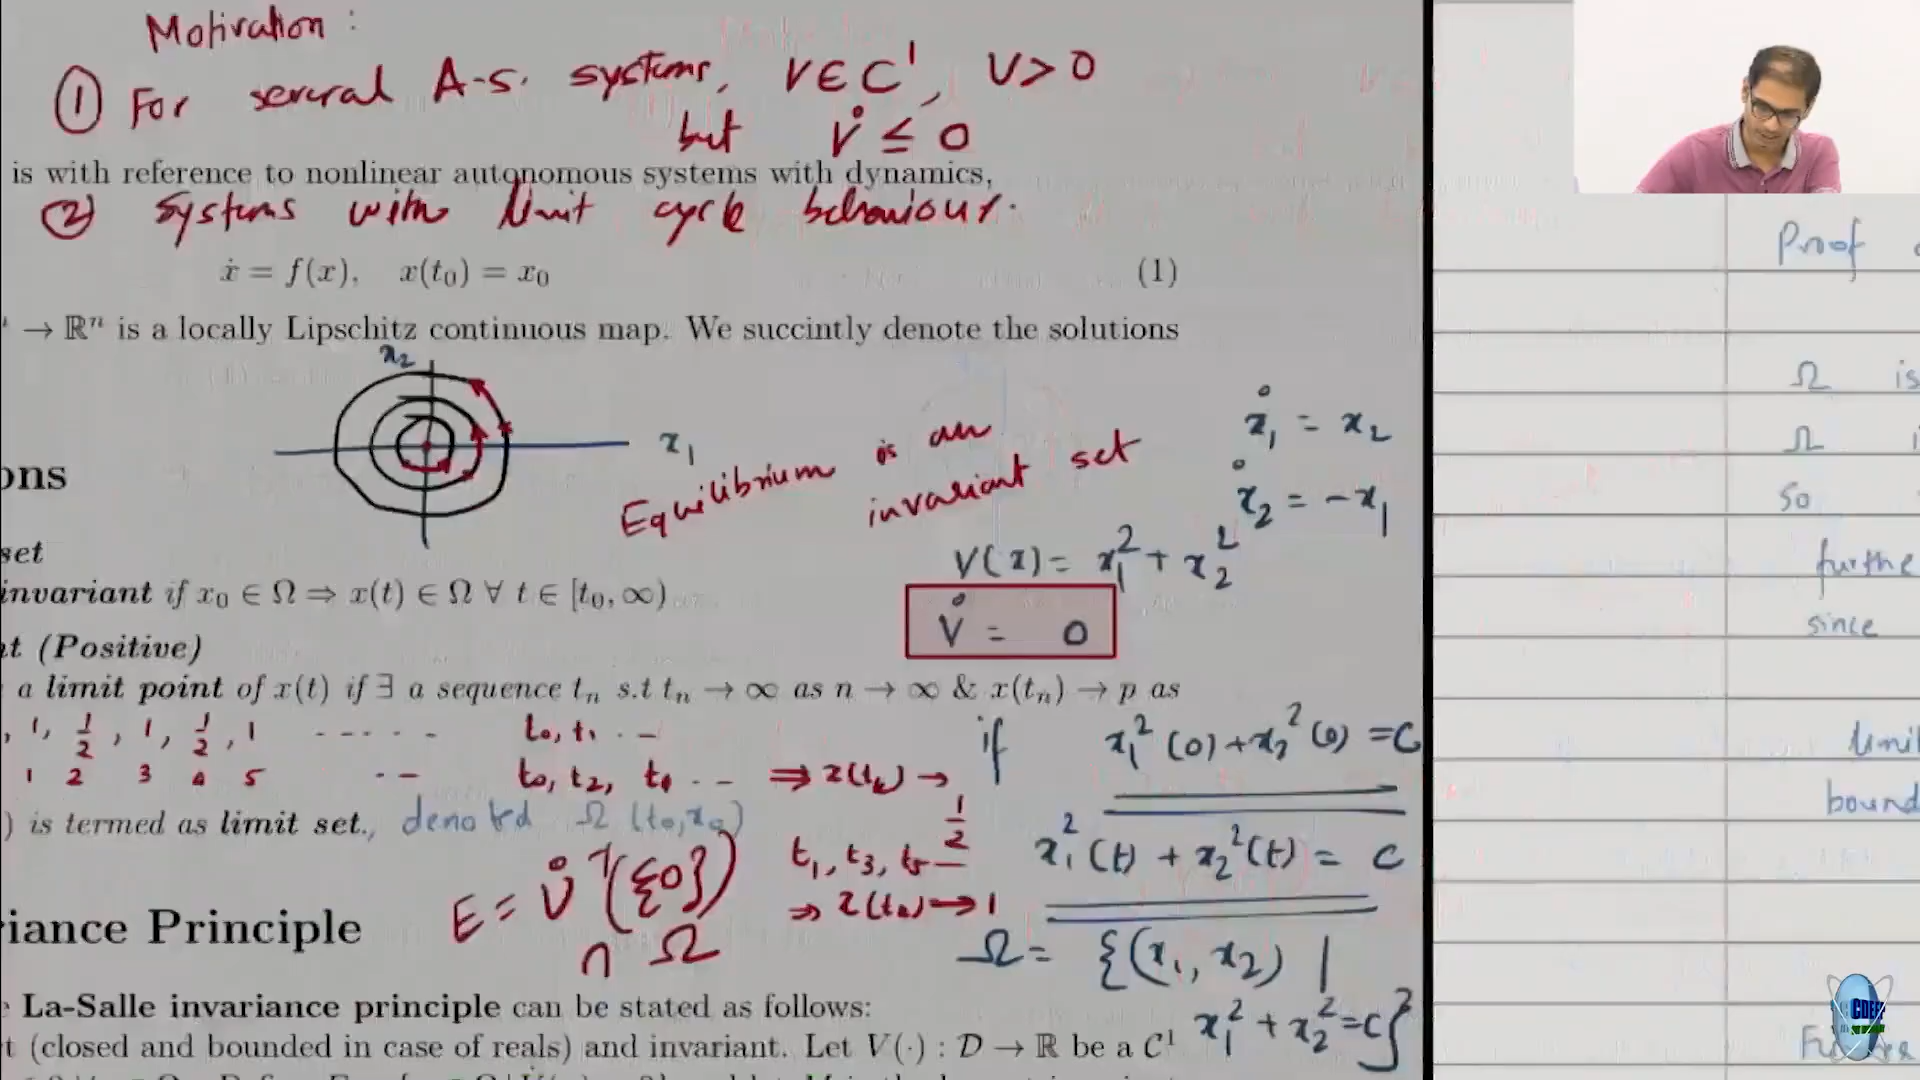 Motivation :
① For several A.S. systems, V ∈ C¹, V > 0
but V̇ ≤ 0
is with reference to nonlinear autonomous systems with dynamics,
② Systems with limit cycle behaviour.
ẋ = f(x), x(t₀) = x₀ (1)
→ ℝⁿ is a locally Lipschitz continuous map. We succintly denote the solutions
x₂
x₁
Equilibrium is an
invariant set
ẋ₁ = x₂
ẋ₂ = -x₁
ons
V(x) = x₁² + x₂²
set
invariant if x₀ ∈ Ω ⇒ x(t) ∈ Ω ∀ t ∈ [t₀, ∞)
V̇ = 0
t (Positive)
a limit point of x(t) if ∃ a sequence tₙ s.t tₙ → ∞ as n → ∞ & x(tₙ) → p as
, 1, 1/2, 1, 1/2, 1 ----- t₀, t, --
1 2 3 4 5 -- t₀, t₂, t₄ -- ⇒ x(tₖ) → 1/2
if x₁²(0) + x₂²(0) = C
) is termed as limit set., denoted Ω (t₀, x₀)
t₁, t₃, t₅ —
⇒ x(tₙ) → 1
x₁²(t) + x₂²(t) = C
E = V̇⁻¹({0})
∩ Ω
Ω = {(x₁, x₂) |
x₁² + x₂² = C}
riance Principle
La-Salle invariance principle can be stated as follows:
t (closed and bounded in case of reals) and invariant. Let V(·) : D → ℝ be a C¹
Proof
Ω is
Ω i
So
furthe
since
limi
bound
CDEEP